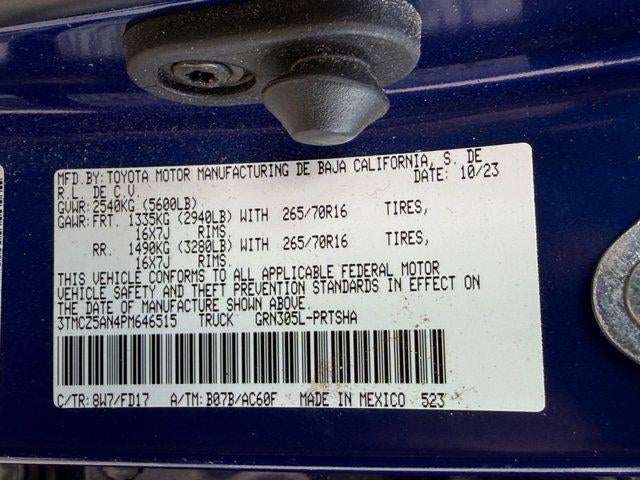 MFD.BY:TOYOTA MOTOR MANUFACTURING DE BAJA CALIFORNIA, S. DE
R.L. DE C.V. DATE: 10/23
GVWR:2540KG (5600LB)
GAWR:FRT. 1335KG (2940LB) WITH 265/70R16 TIRES,
16X7J RIMS.
RR. 1490KG (3280LB) WITH 265/70R16 TIRES,
16X7J RIMS.
THIS VEHICLE CONFORMS TO ALL APPLICABLE FEDERAL MOTOR
VEHICLE SAFETY AND THEFT PREVENTION STANDARDS IN EFFECT ON
THE DATE OF MANUFACTURE SHOWN ABOVE.
3TMCZ5AN4PM646515 TRUCK GRN305L-PRTSHA
C/TR:8W7/FD17 A/TM:B07B/AC60F MADE IN MEXICO 523